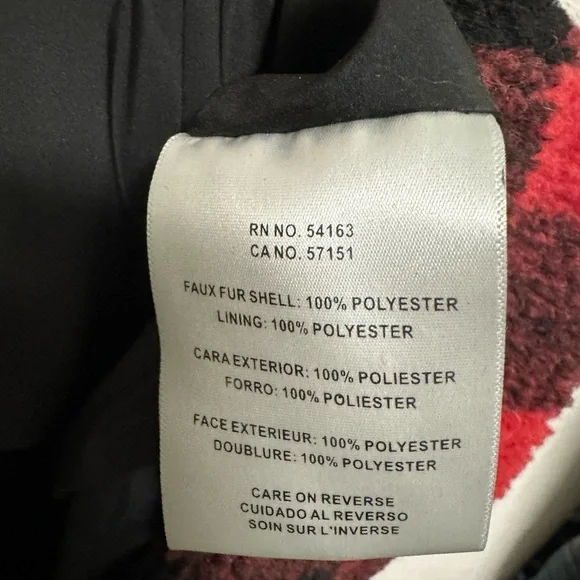 RN NO. 54163
CA NO. 57151
FAUX FUR SHELL: 100% POLYESTER
LINING: 100% POLYESTER
CARA EXTERIOR: 100% POLIESTER
FORRO: 100% POLIESTER
FACE EXTERIEUR: 100% POLYESTER
DOUBLURE: 100% POLYESTER
CARE ON REVERSE
CUIDADO AL REVERSO
SOIN SUR L'INVERSE